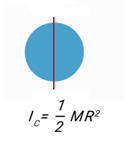 I_C = 1/2 MR²